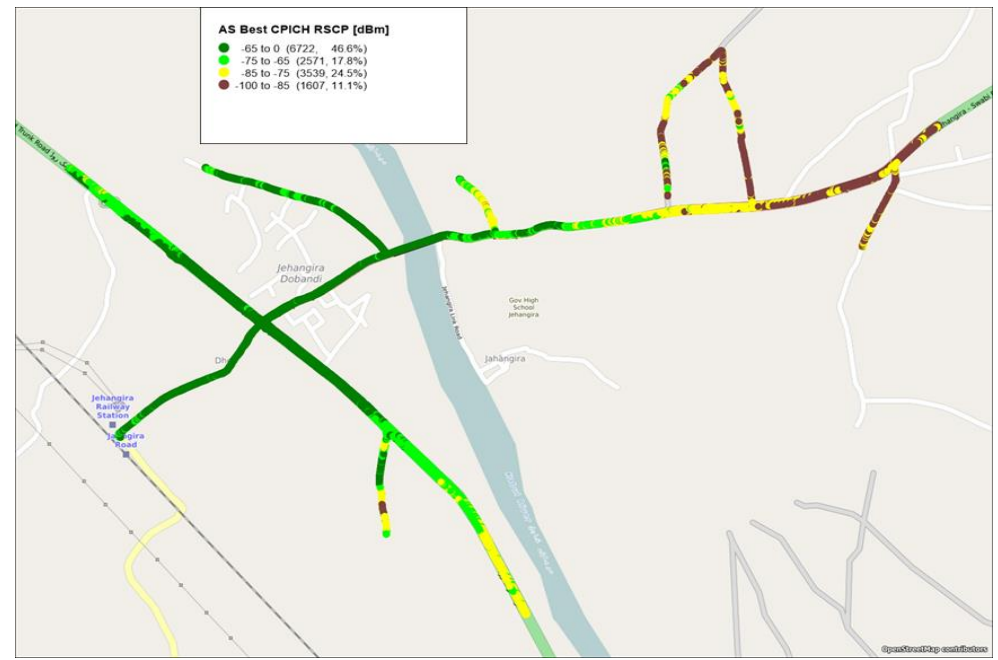 AS Best CPICH RSCP [dBm]
-65 to 0 (6722, 46.6%)
-75 to -65 (2571, 17.8%)
-85 to -75 (3539, 24.5%)
-100 to -85 (1607, 11.1%)
Trunk Road
Jehangira
Dobandi
Gov. High
School
Jehangira
Jehangira Link Road
Jahangira
Jehangira
Railway
Station
Road
OpenStreetMap contributors